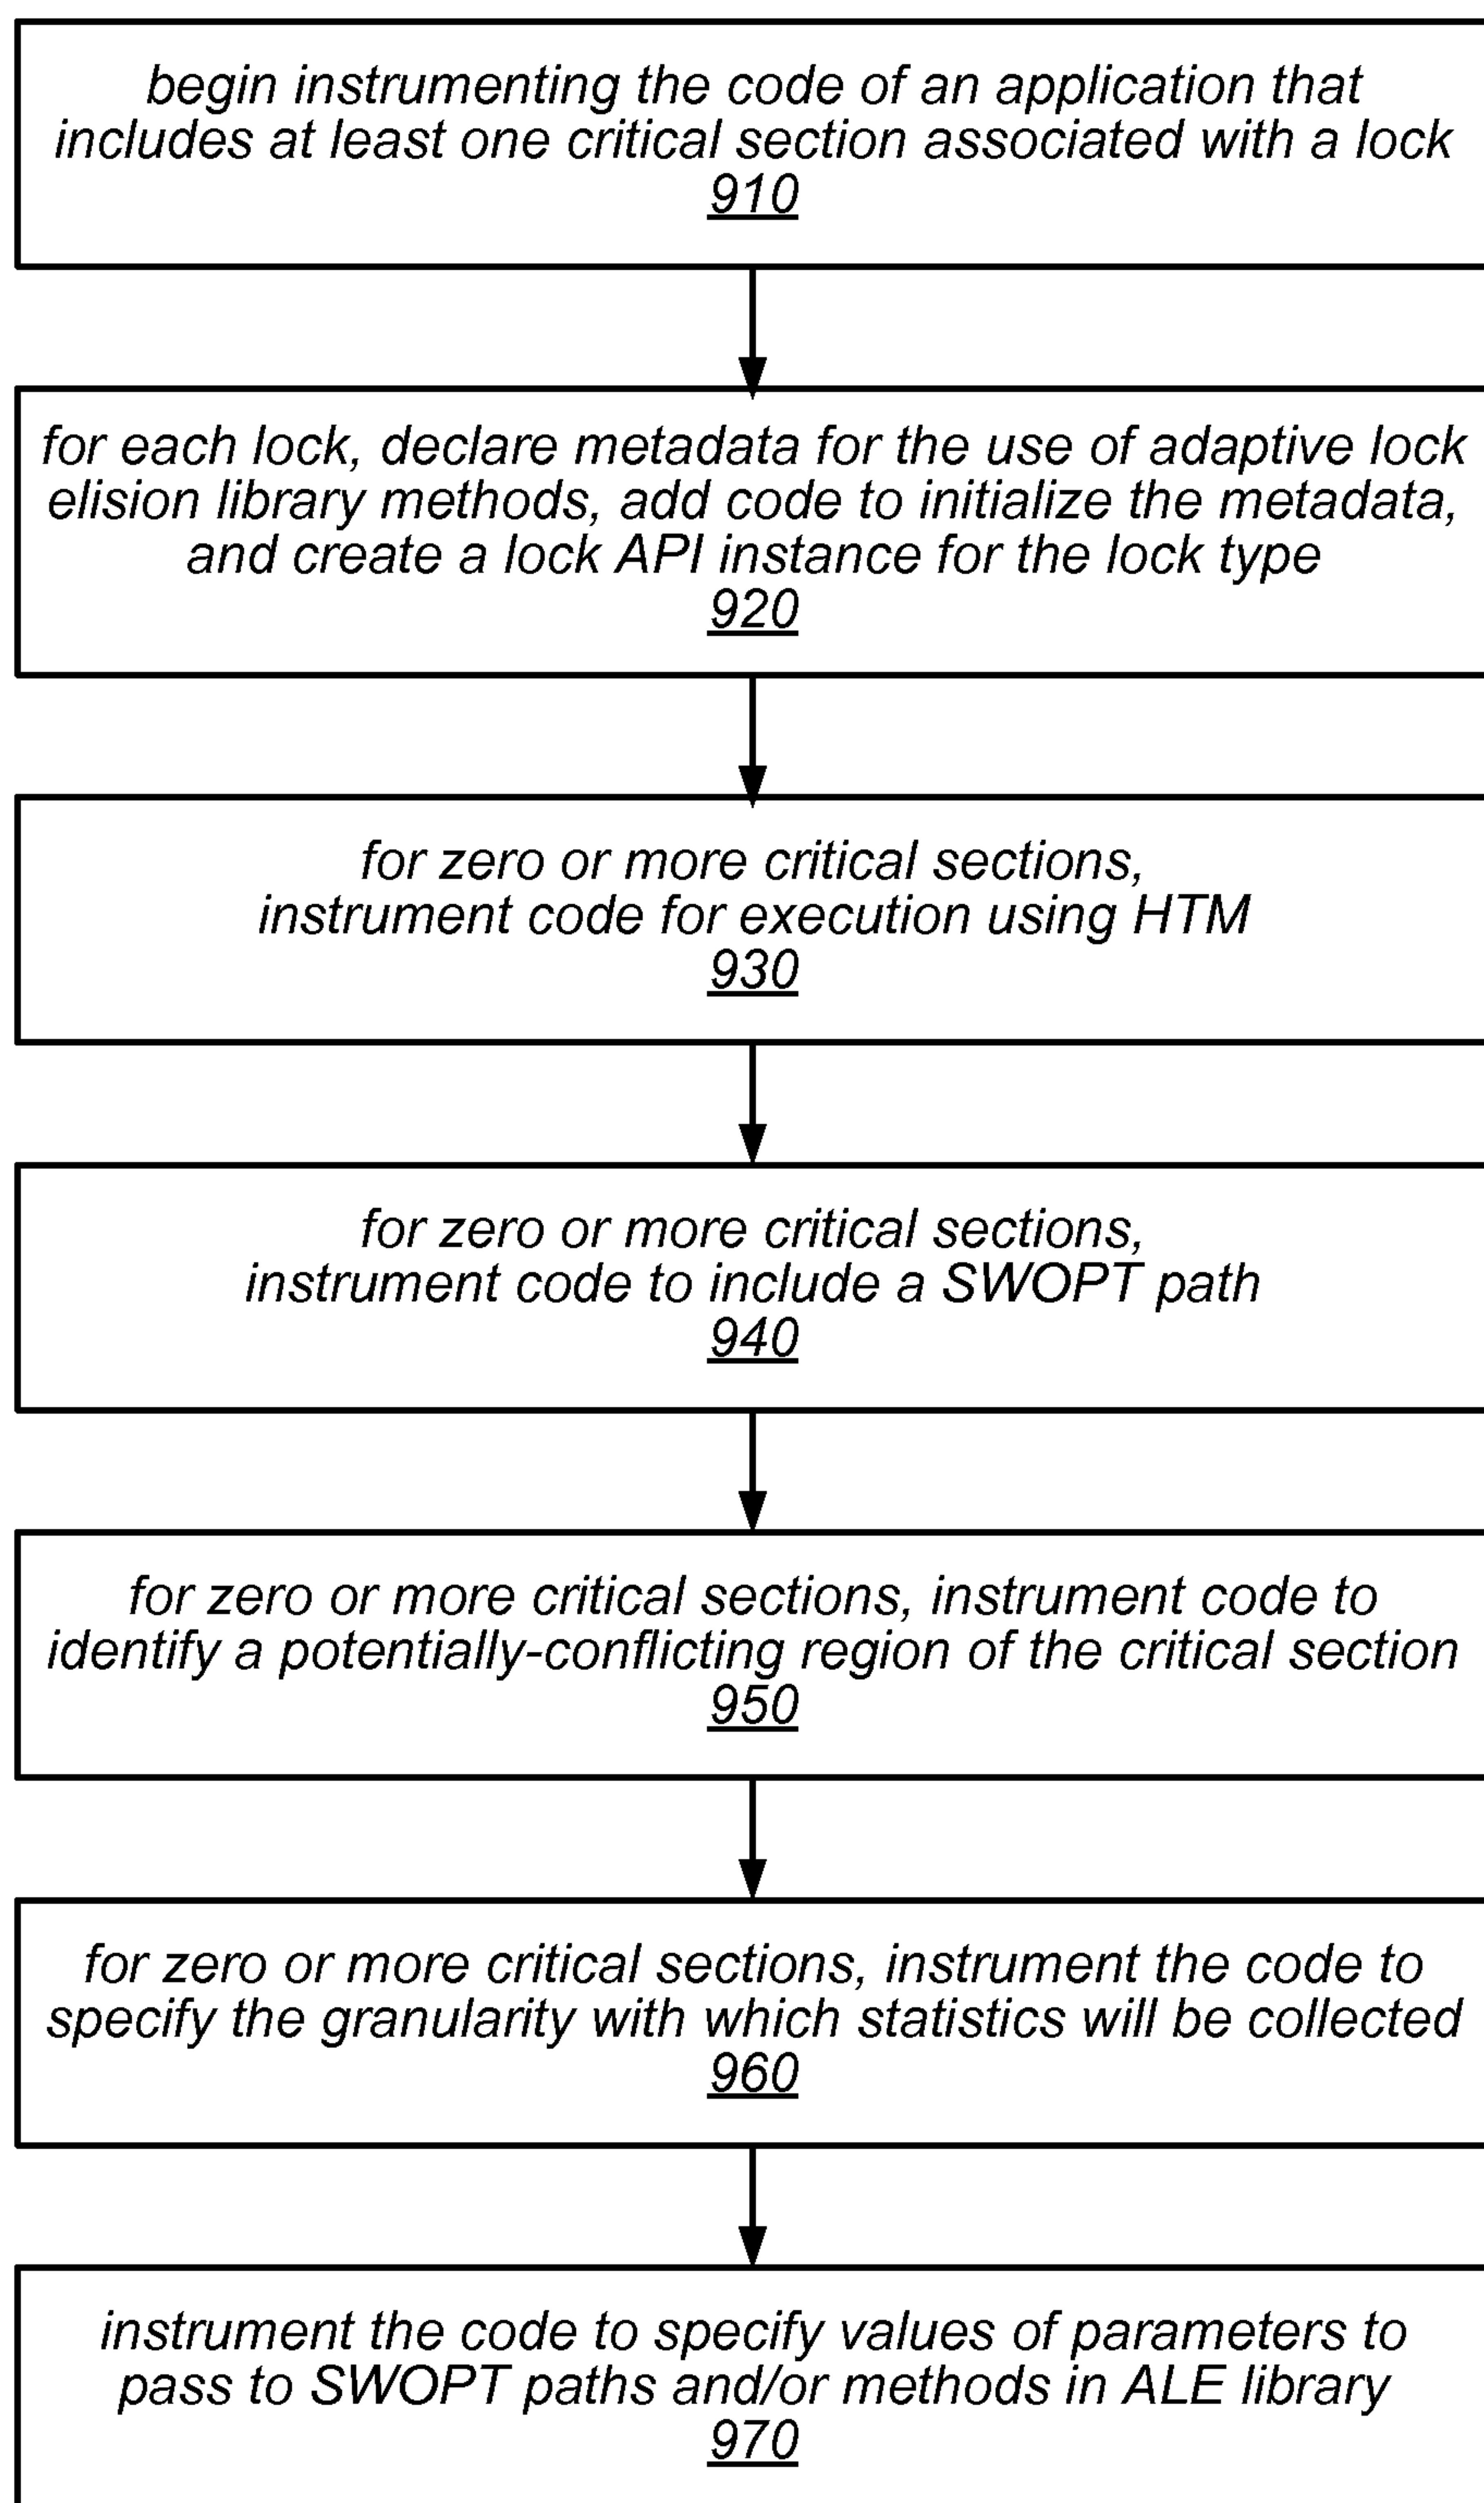 begin instrumenting the code of an application that
includes at least one critical section associated with a lock
910
for each lock, declare metadata for the use of adaptive lock
elision library methods, add code to initialize the metadata,
and create a lock API instance for the lock type
920
for zero or more critical sections,
instrument code for execution using HTM
930
for zero or more critical sections,
instrument code to include a SWOPT path
940
for zero or more critical sections, instrument code to
identify a potentially-conflicting region of the critical section
950
for zero or more critical sections, instrument the code to
specify the granularity with which statistics will be collected
960
instrument the code to specify values of parameters to
pass to SWOPT paths and/or methods in ALE library
970